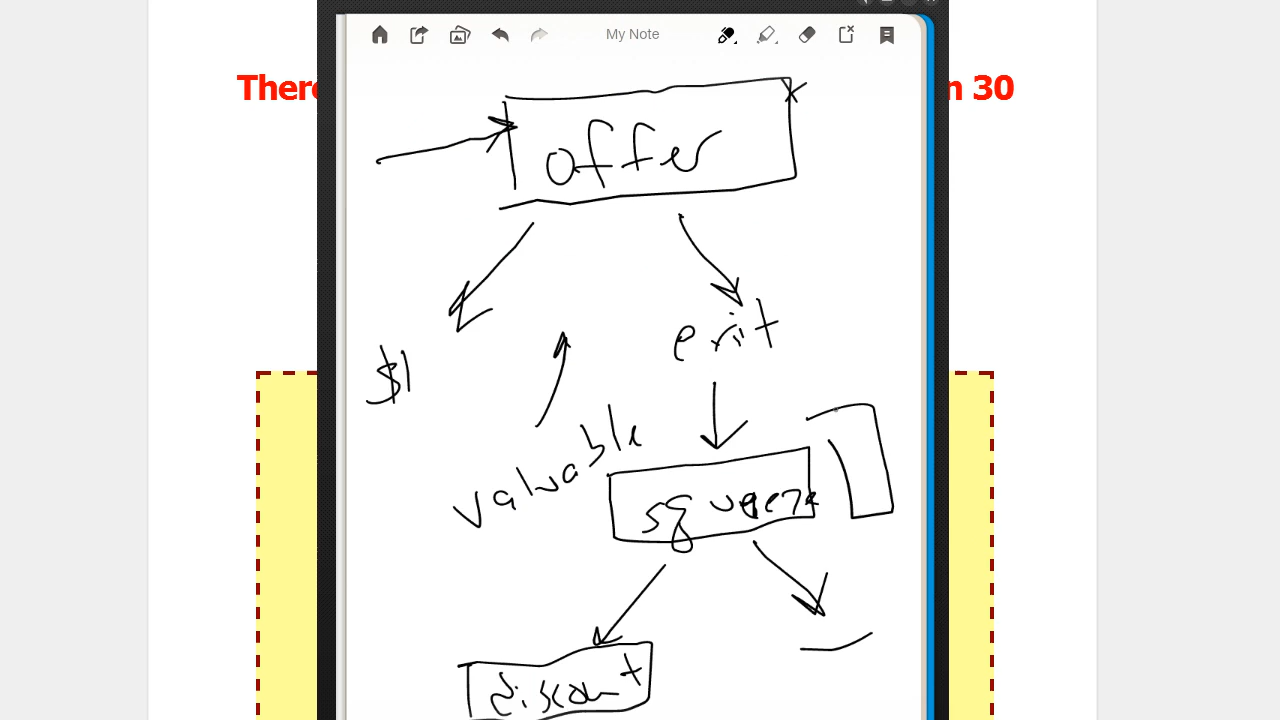 My Note
There
n 30
offer
$1
exit
valuable
squeeze
discount